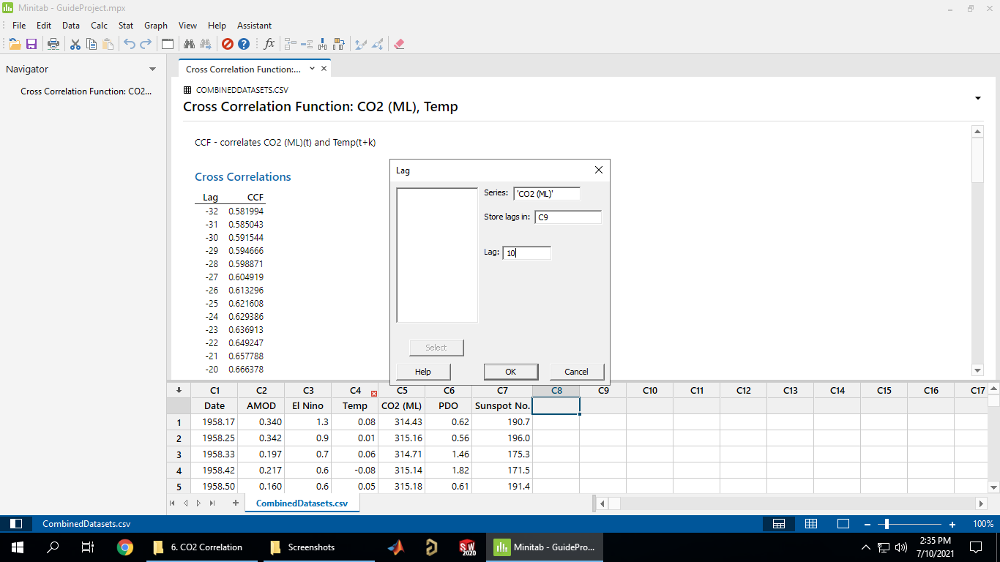 Minitab - GuideProject.mpx
File Edit Data Calc Stat Graph View Help Assistant
Navigator
Cross Correlation Function: CO2...
Cross Correlation Function:...
COMBINEDDATASETS.CSV
Cross Correlation Function: CO2 (ML), Temp
CCF - correlates CO2 (ML)(t) and Temp(t+k)
Cross Correlations
Lag CCF
-32 0.581994
-31 0.585043
-30 0.591544
-29 0.594666
-28 0.598871
-27 0.604919
-26 0.613296
-25 0.621608
-24 0.629386
-23 0.636913
-22 0.649247
-21 0.657788
-20 0.666378
Lag
Series: 'CO2 (ML)'
Store lags in: C9
Lag: 10
Select
Help OK Cancel
C1 C2 C3 C4 C5 C6 C7 C8 C9 C10 C11 C12 C13 C14 C15 C16 C17
Date AMOD El Nino Temp CO2 (ML) PDO Sunspot No.
1 1958.17 0.340 1.3 0.08 314.43 0.62 190.7
2 1958.25 0.342 0.9 0.01 315.16 0.56 196.0
3 1958.33 0.197 0.7 0.06 314.71 1.46 175.3
4 1958.42 0.217 0.6 -0.08 315.14 1.82 171.5
5 1958.50 0.160 0.6 0.05 315.18 0.61 191.4
CombinedDatasets.csv
CombinedDatasets.csv 100%
6. CO2 Correlation Screenshots SW 2020 Minitab - GuidePro... 2:35 PM
7/10/2021